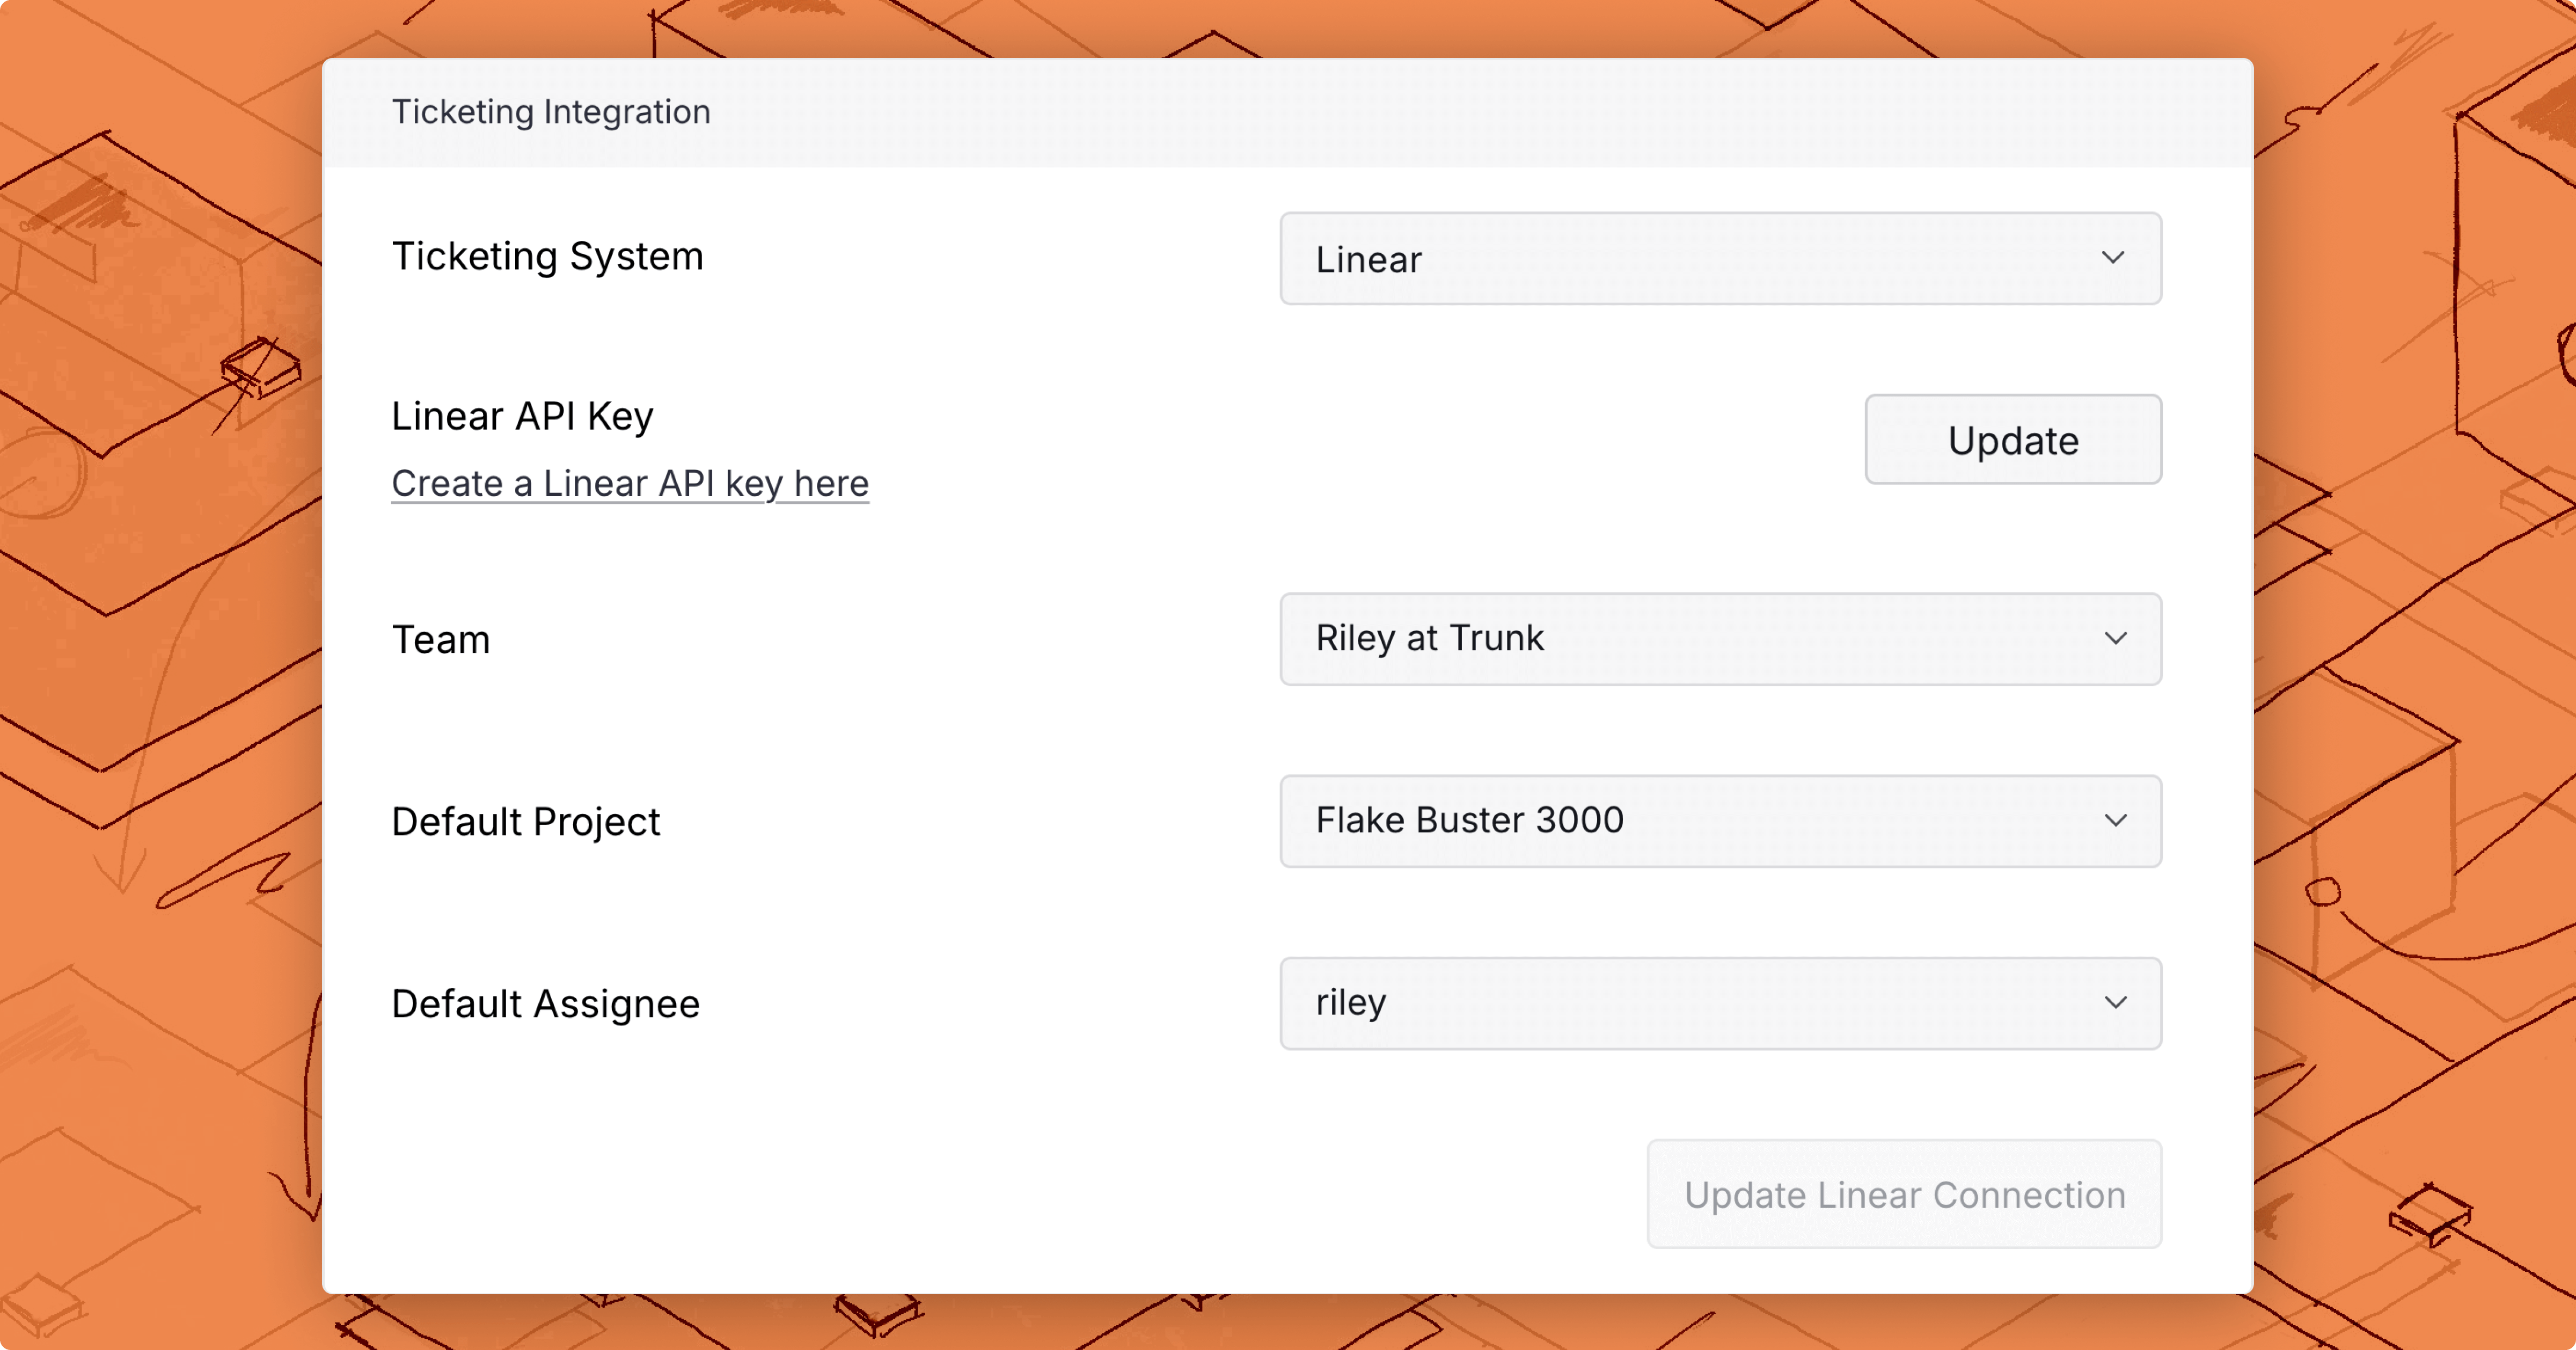 Ticketing Integration
Ticketing System
Linear
Linear API Key
Create a Linear API key here
Update
Team
Riley at Trunk
Default Project
Flake Buster 3000
Default Assignee
riley
Update Linear Connection